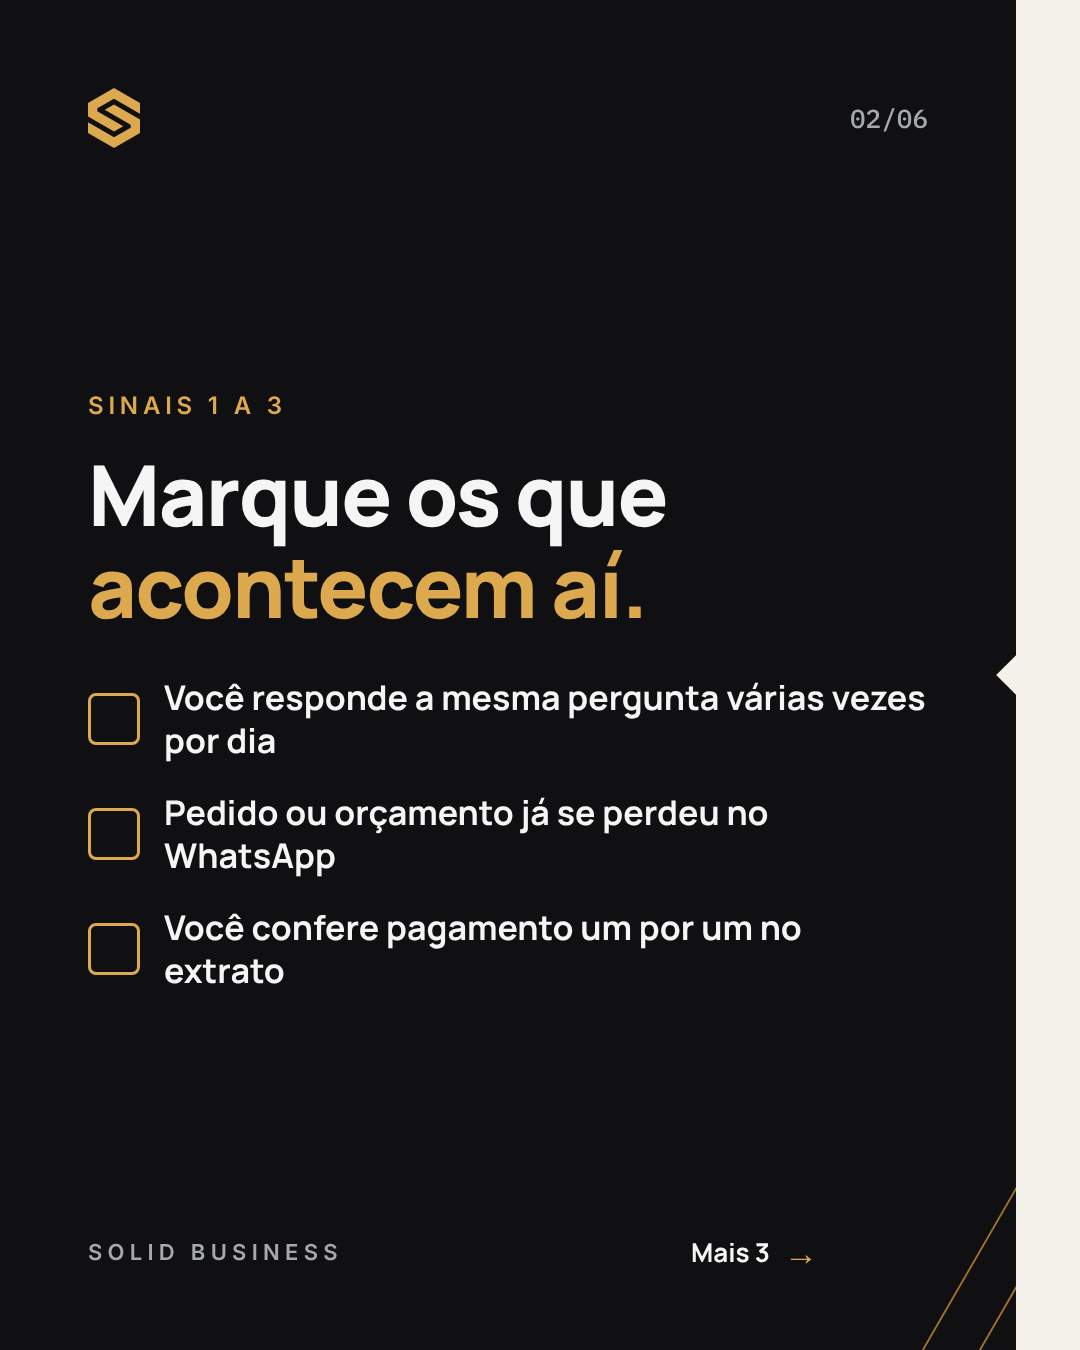 02/06
SINAIS 1 A 3
Marque os que
acontecem aí.
Você responde a mesma pergunta várias vezes
por dia
Pedido ou orçamento já se perdeu no
WhatsApp
Você confere pagamento um por um no
extrato
SOLID BUSINESS
Mais 3 →